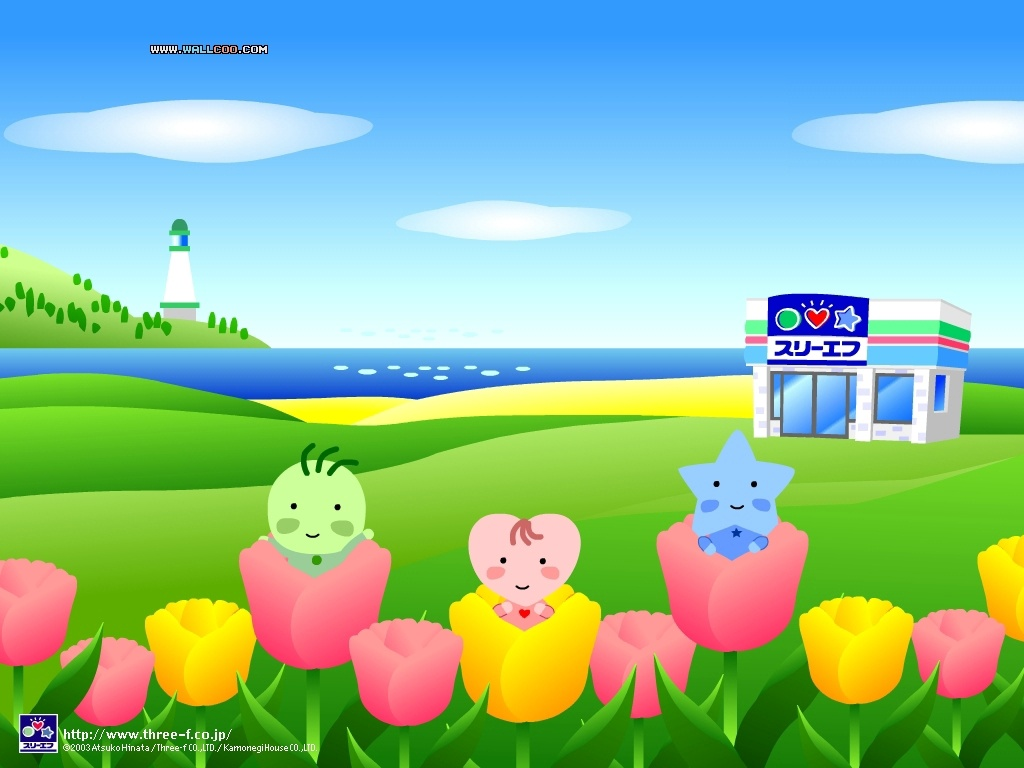 WWW.WALLCOO.COM
スリーエフ
スリーエフ
http://www.three-f.co.jp/
©2003 Atsuko Hinata / Three-f CO.,LTD. / Kamonegi House CO.,LTD.